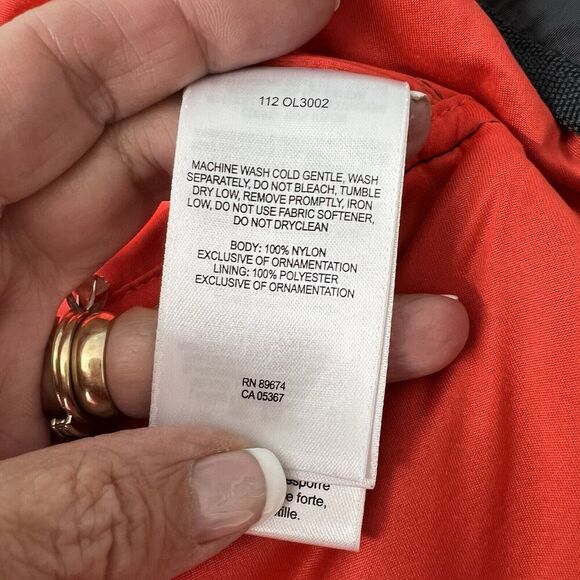 112 OL3002
MACHINE WASH COLD GENTLE, WASH
SEPARATELY, DO NOT BLEACH, TUMBLE
DRY LOW, REMOVE PROMPTLY, IRON
LOW, DO NOT USE FABRIC SOFTENER,
DO NOT DRYCLEAN
BODY: 100% NYLON
EXCLUSIVE OF ORNAMENTATION
LINING: 100% POLYESTER
EXCLUSIVE OF ORNAMENTATION
RN 89674
CA 05367
forte,